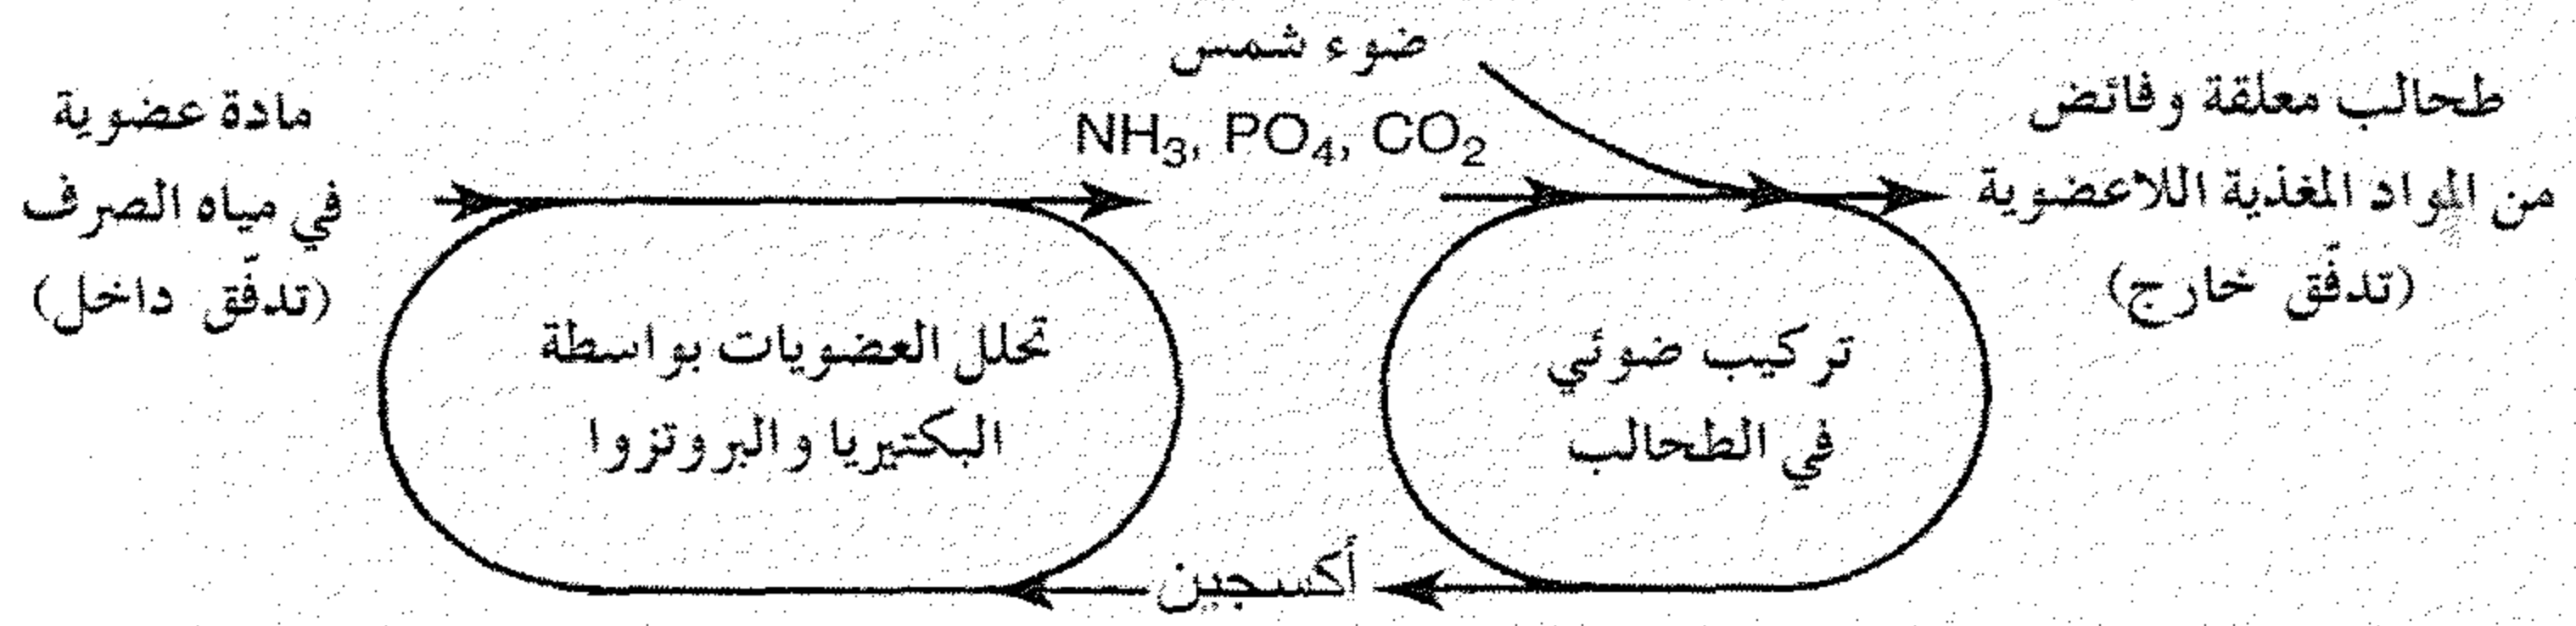 ضوء شمس
NH₃, PO₄, CO₂
طحالب معلقة وفائض
من المواد المغذية اللاعضوية
(تدفّق خارج)
مادة عضوية
في مياه الصرف
(تدفّق داخل)
تركيب ضوئي
في الطحالب
تحلل العضويات بواسطة
البكتيريا والبروتزوا
أكسجين